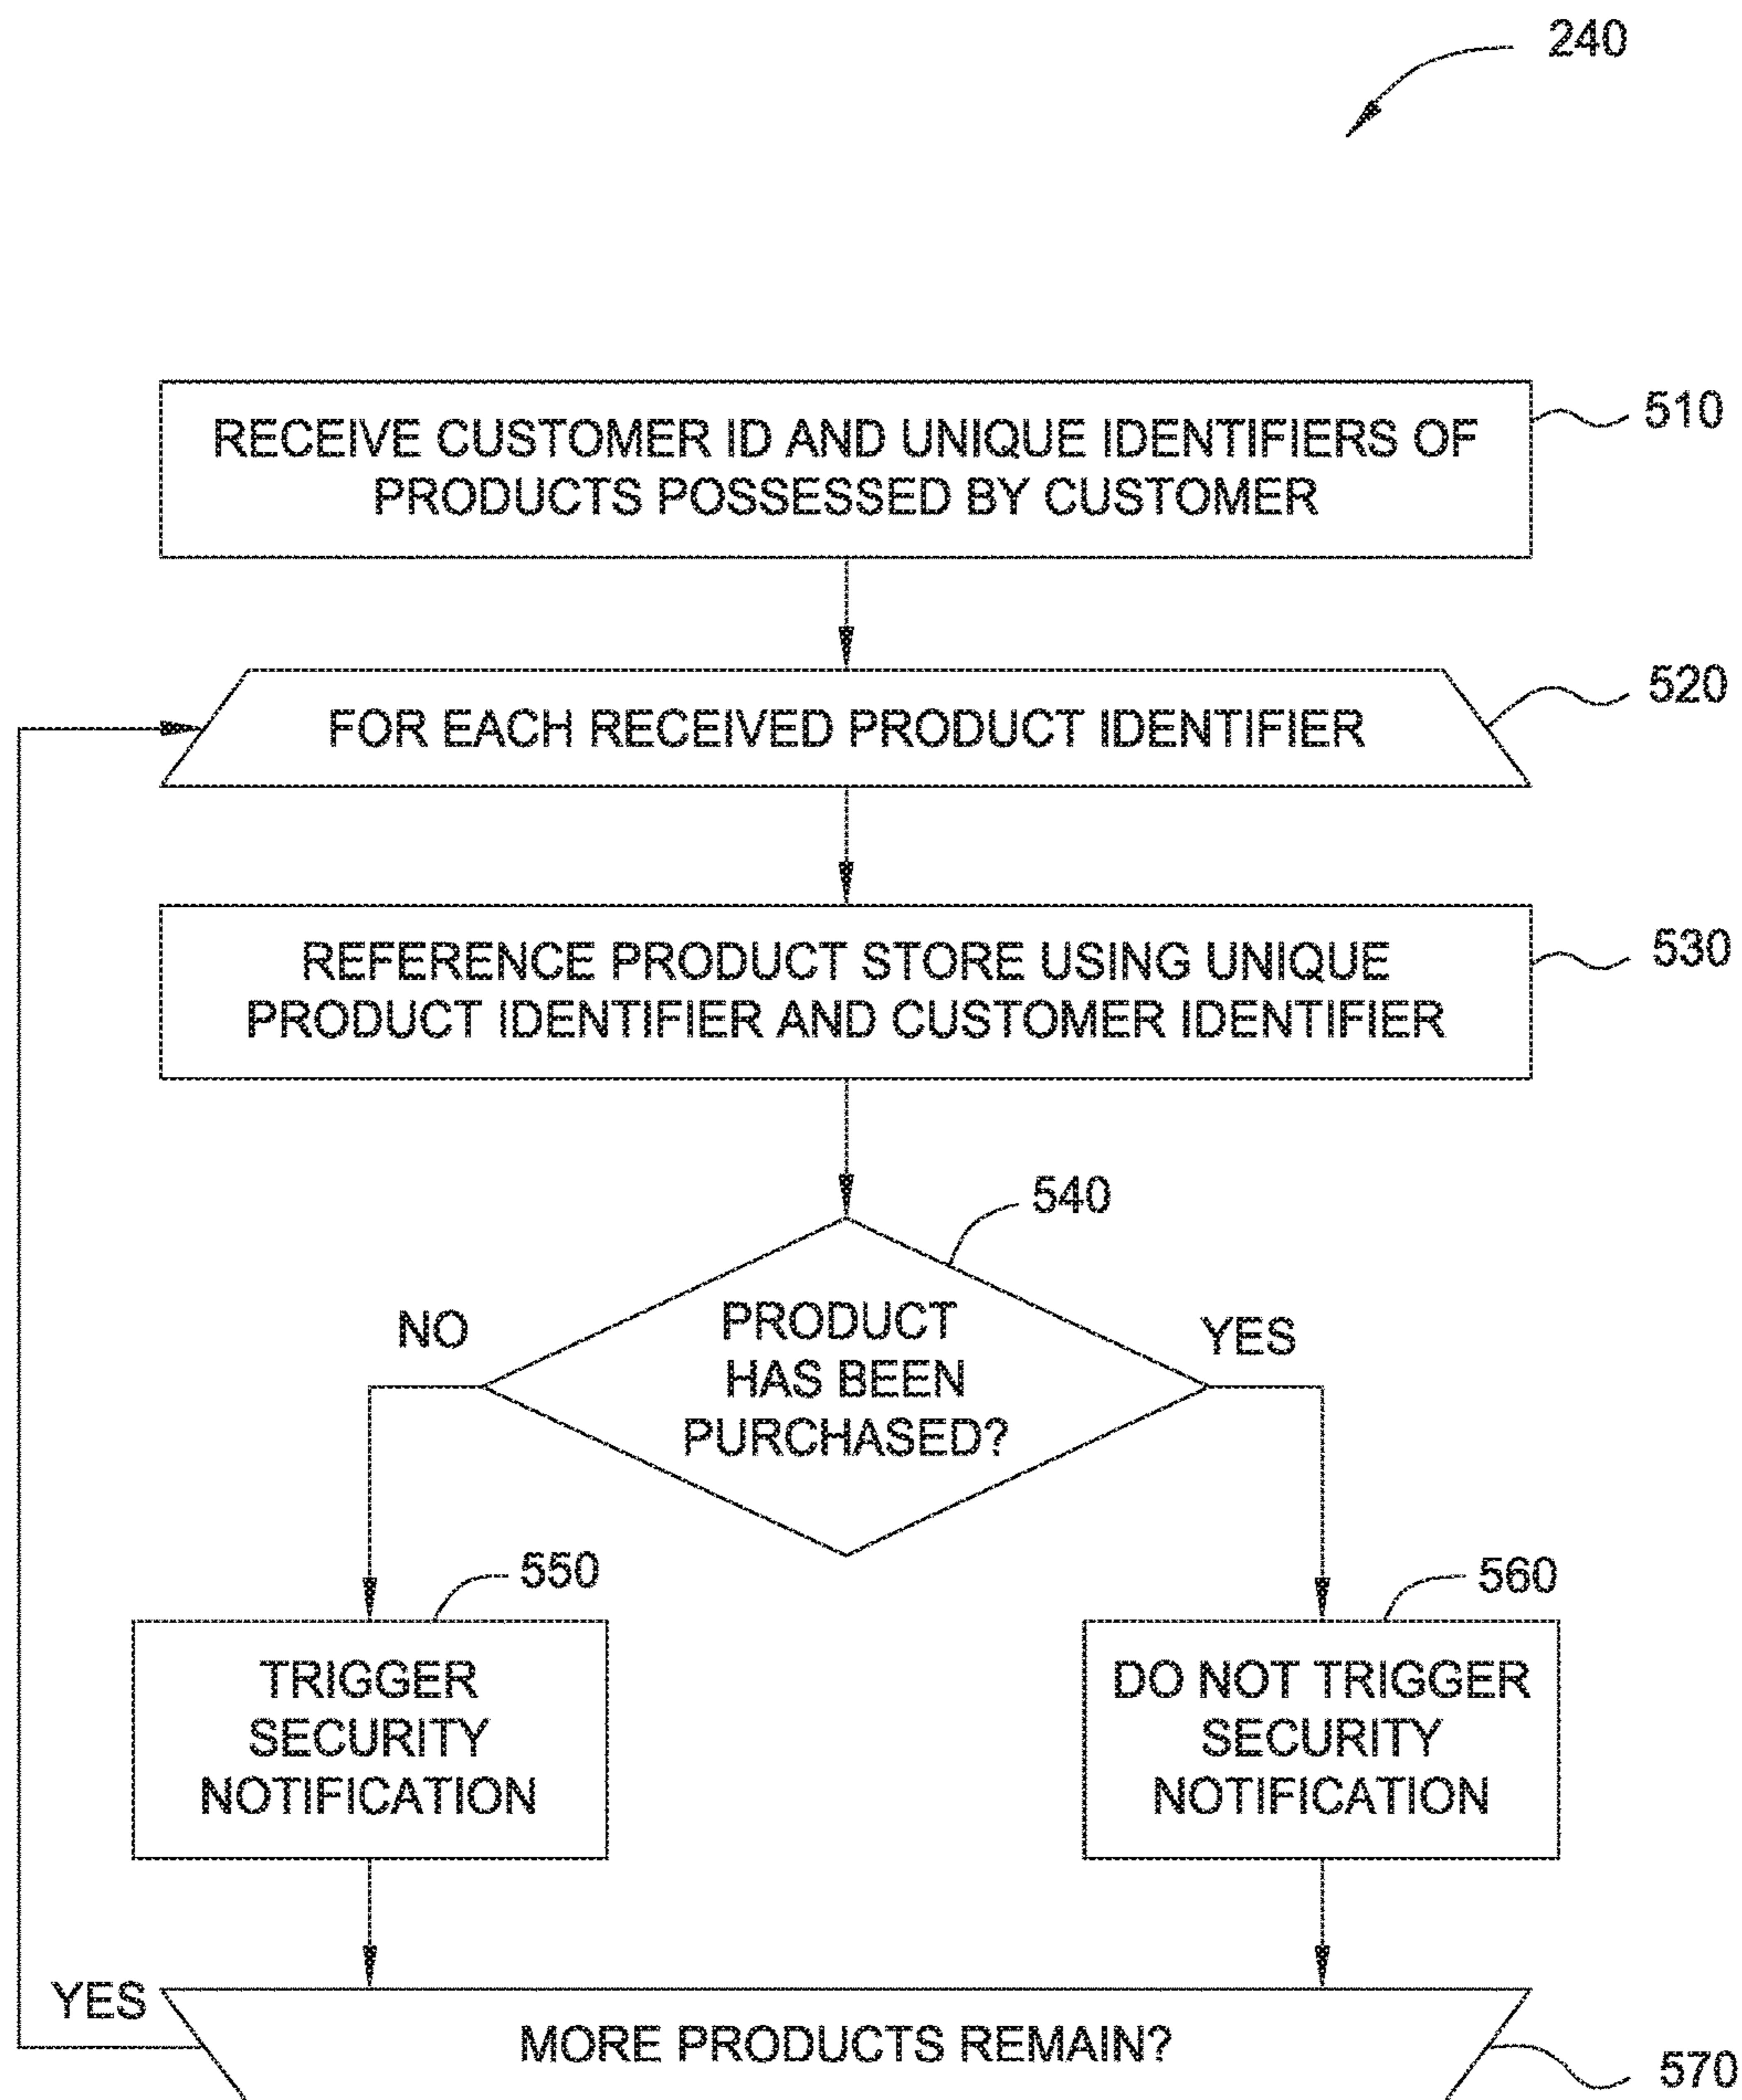 240
RECEIVE CUSTOMER ID AND UNIQUE IDENTIFIERS OF
PRODUCTS POSSESSED BY CUSTOMER
510
FOR EACH RECEIVED PRODUCT IDENTIFIER
520
REFERENCE PRODUCT STORE USING UNIQUE
PRODUCT IDENTIFIER AND CUSTOMER IDENTIFIER
530
540
NO
PRODUCT
HAS BEEN
PURCHASED?
YES
550
TRIGGER
SECURITY
NOTIFICATION
560
DO NOT TRIGGER
SECURITY
NOTIFICATION
YES
MORE PRODUCTS REMAIN?
570